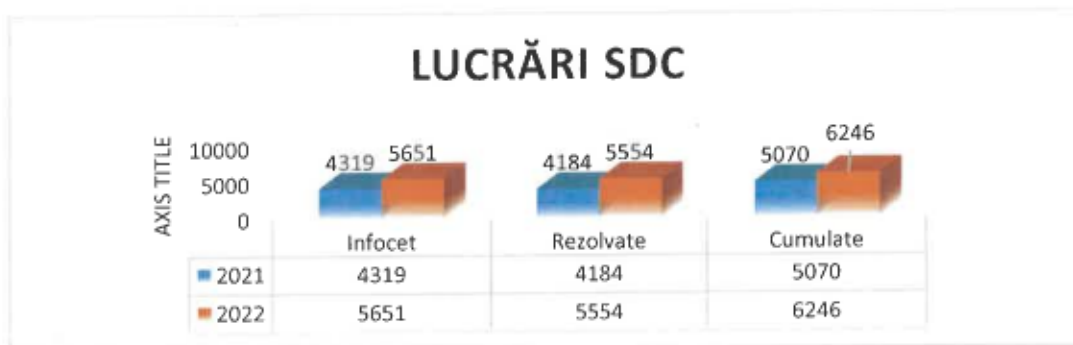 LUCRĂRI SDC
AXIS TITLE
10000
5000
0
4319 5651 4184 5554 5070 6246
Infocet Rezolvate Cumulate
2021 4319 4184 5070
2022 5651 5554 6246